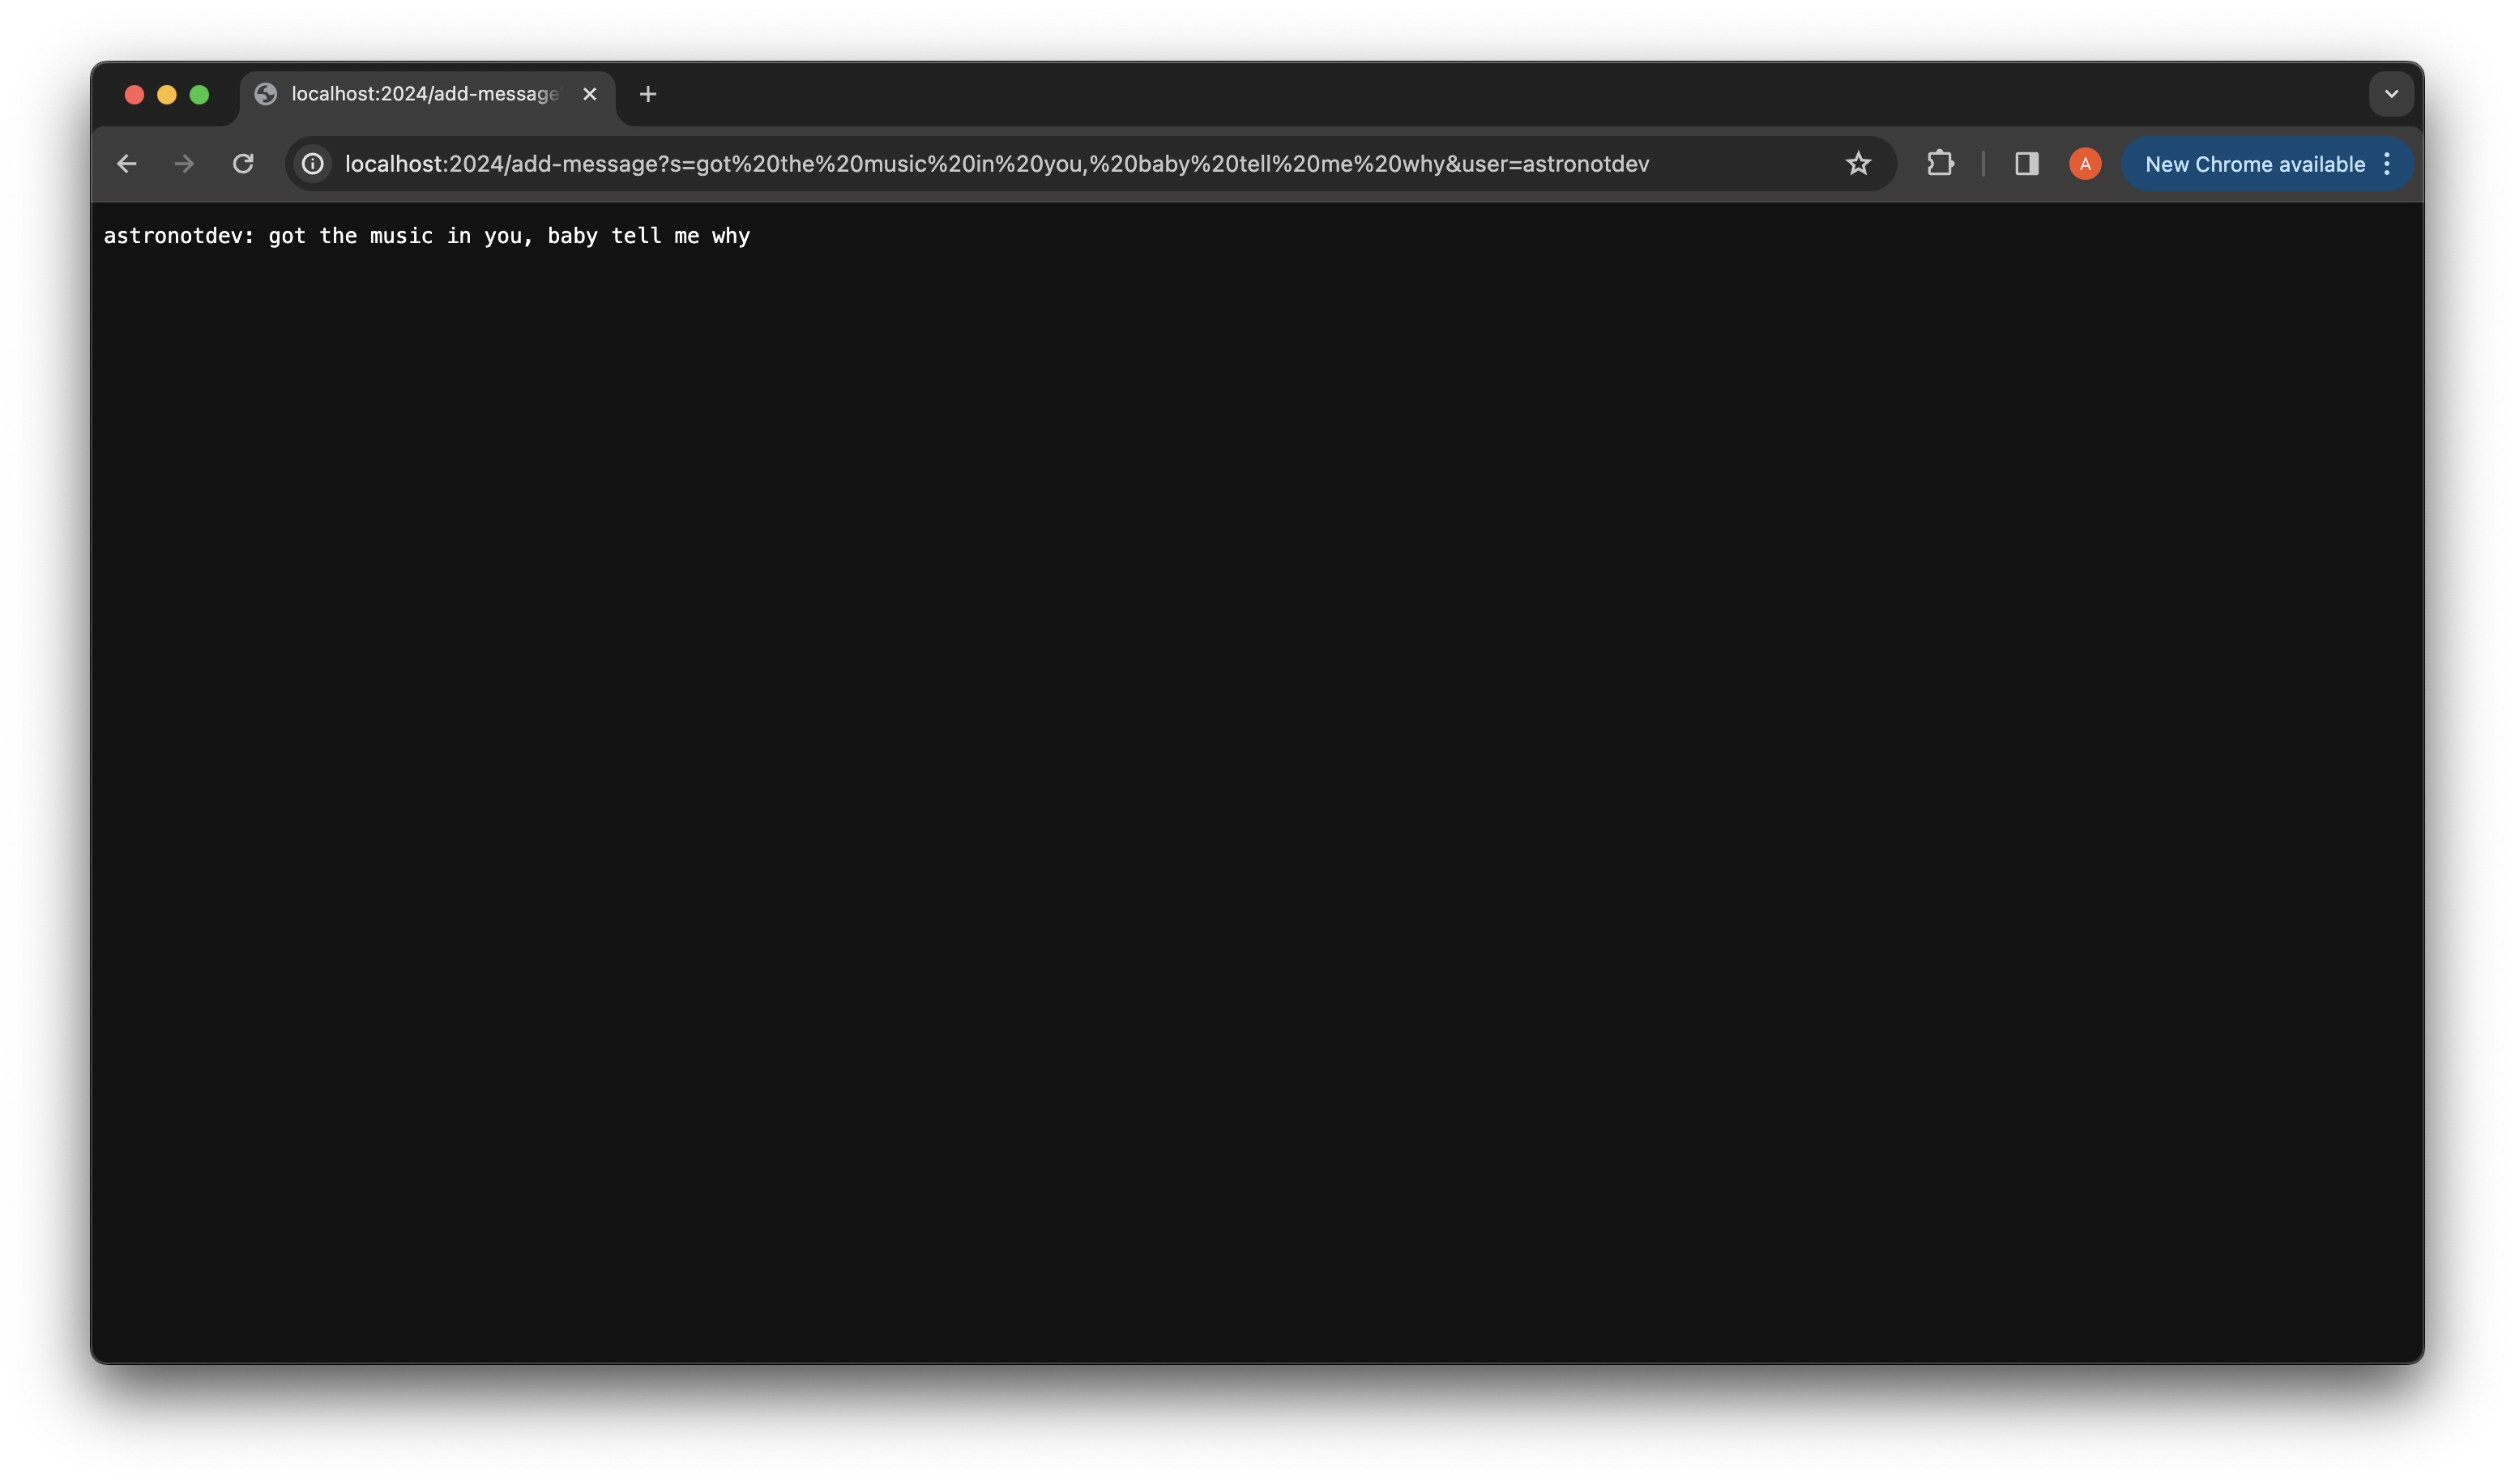 localhost:2024/add-message
localhost:2024/add-message?s=got%20the%20music%20in%20you,%20baby%20tell%20me%20why&user=astronotdev
A
New Chrome available
astronotdev: got the music in you, baby tell me why